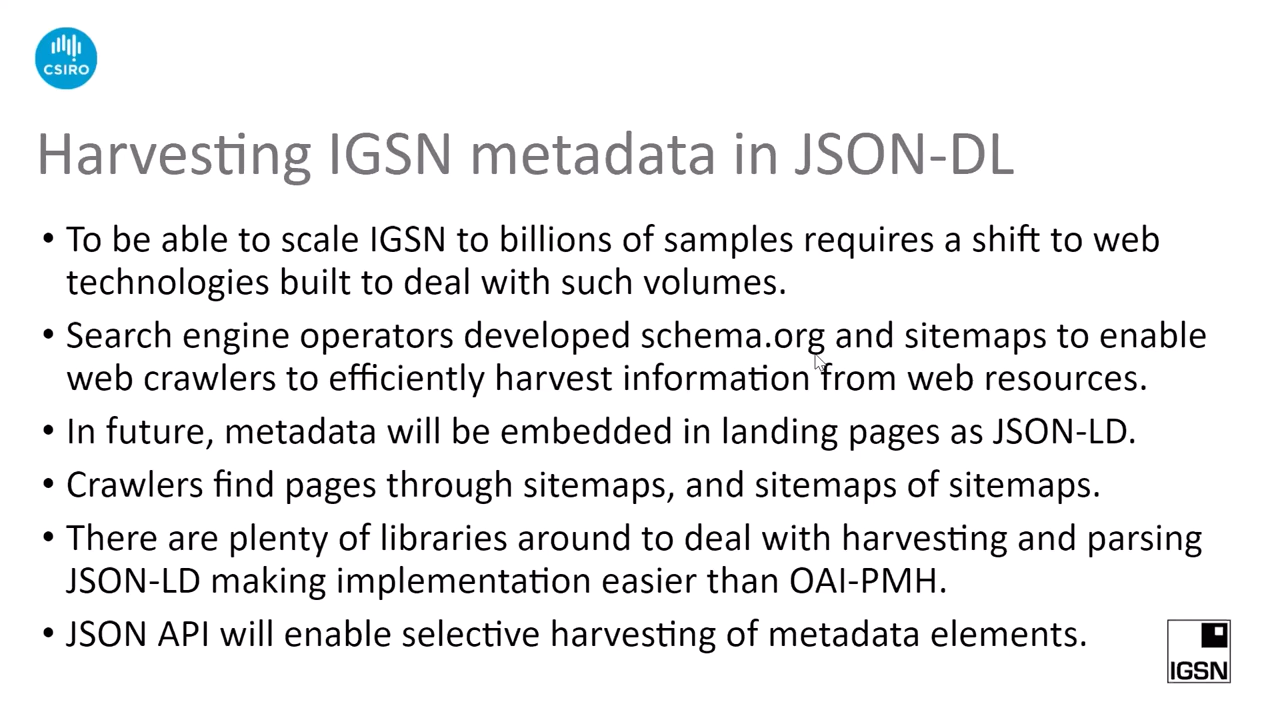 CSIRO
Harvesting IGSN metadata in JSON-DL
• To be able to scale IGSN to billions of samples requires a shift to web
technologies built to deal with such volumes.
• Search engine operators developed schema.org and sitemaps to enable
web crawlers to efficiently harvest information from web resources.
• In future, metadata will be embedded in landing pages as JSON-LD.
• Crawlers find pages through sitemaps, and sitemaps of sitemaps.
• There are plenty of libraries around to deal with harvesting and parsing
JSON-LD making implementation easier than OAI-PMH.
• JSON API will enable selective harvesting of metadata elements.
IGSN